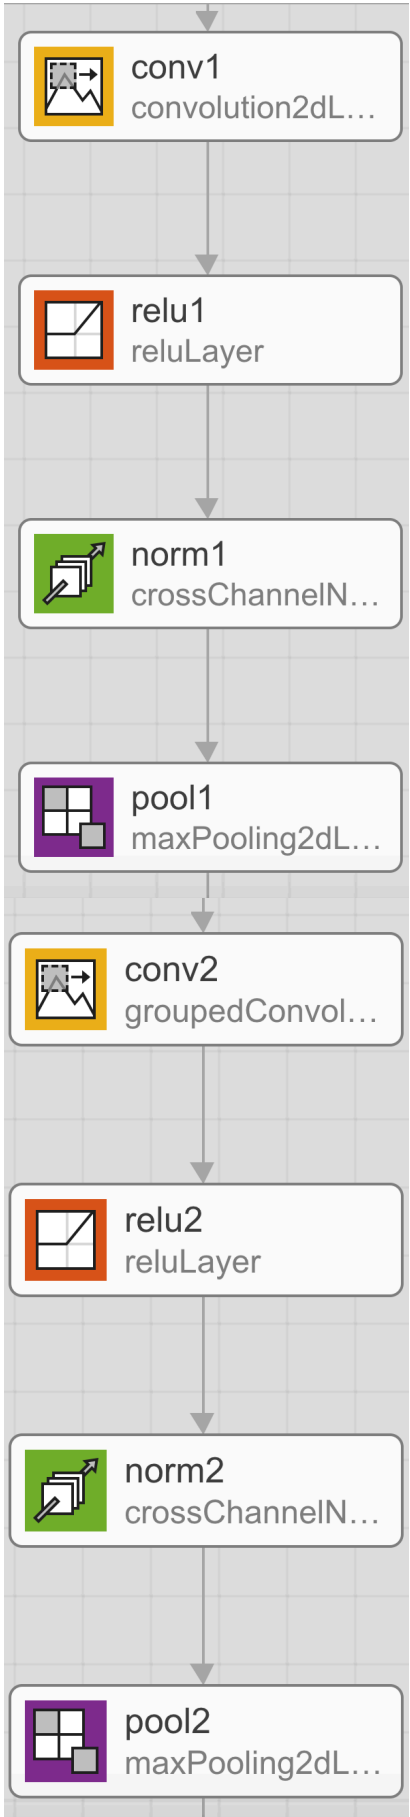 conv1
convolution2dL...
relu1
reluLayer
norm1
crossChannelN...
pool1
maxPooling2dL...
conv2
groupedConvol...
relu2
reluLayer
norm2
crossChannelN...
pool2
maxPooling2dL...